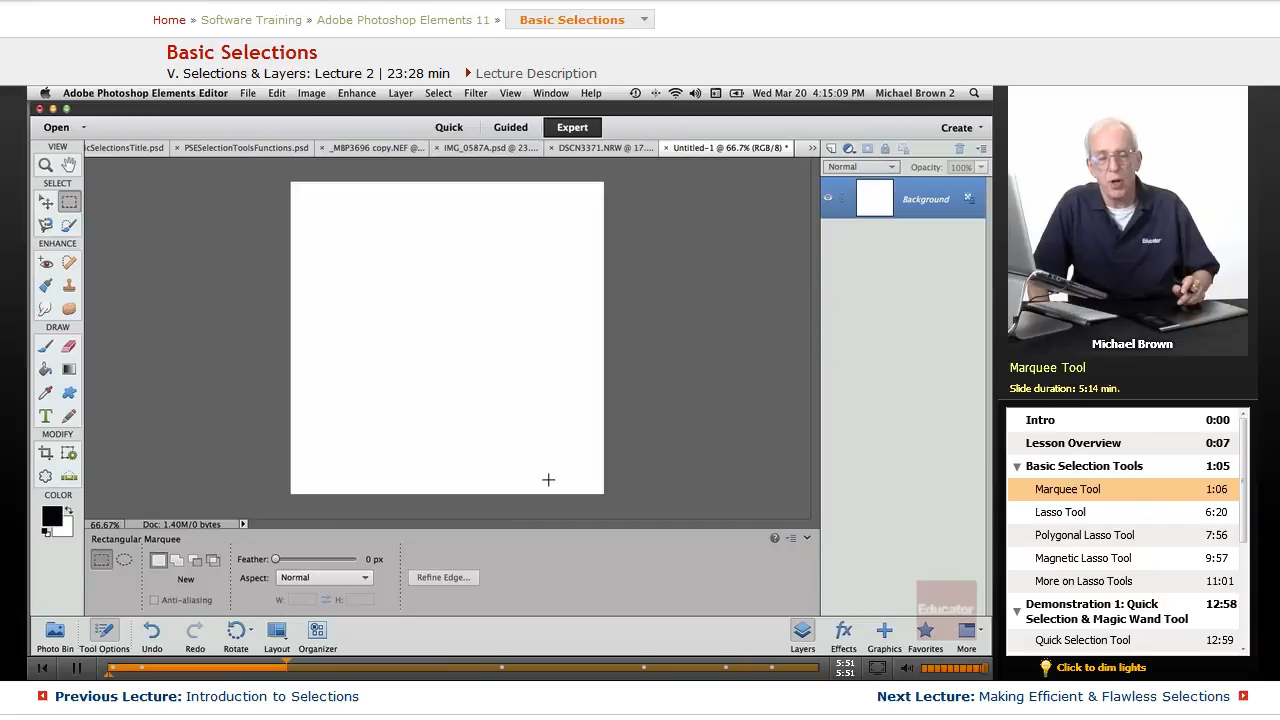 Home » Software Training » Adobe Photoshop Elements 11 » Basic Selections
Basic Selections
V. Selections & Layers: Lecture 2 | 23:28 min Lecture Description
Adobe Photoshop Elements Editor File Edit Image Enhance Layer Select Filter View Window Help Wed Mar 20 4:15:09 PM Michael Brown 2
Open Quick Guided Expert Create
VIEW
icSelectionsTitle.psd × PSESelectionToolsFunctions.psd × _MBP3696 copy.NEF @... × IMG_0587A.psd @ 23.... × DSCN3371.NRW @ 17.... × Untitled-1 @ 66.7% (RGB/8) * »
Normal Opacity: 100%
SELECT
Background
ENHANCE
DRAW
MODIFY
COLOR
66.67% Doc: 1.40M/0 bytes
Rectangular Marquee
Feather: 0 px
New
Aspect: Normal Refine Edge...
Anti-aliasing W: H:
Educator
Photo Bin Tool Options Undo Redo Rotate Layout Organizer Layers Effects Graphics Favorites More
5:51
5:51
Educator
Michael Brown
Marquee Tool
Slide duration: 5:14 min.
Intro 0:00
Lesson Overview 0:07
Basic Selection Tools 1:05
Marquee Tool 1:06
Lasso Tool 6:20
Polygonal Lasso Tool 7:56
Magnetic Lasso Tool 9:57
More on Lasso Tools 11:01
Demonstration 1: Quick 12:58
Selection & Magic Wand Tool
Quick Selection Tool 12:59
Click to dim lights
Previous Lecture: Introduction to Selections
Next Lecture: Making Efficient & Flawless Selections